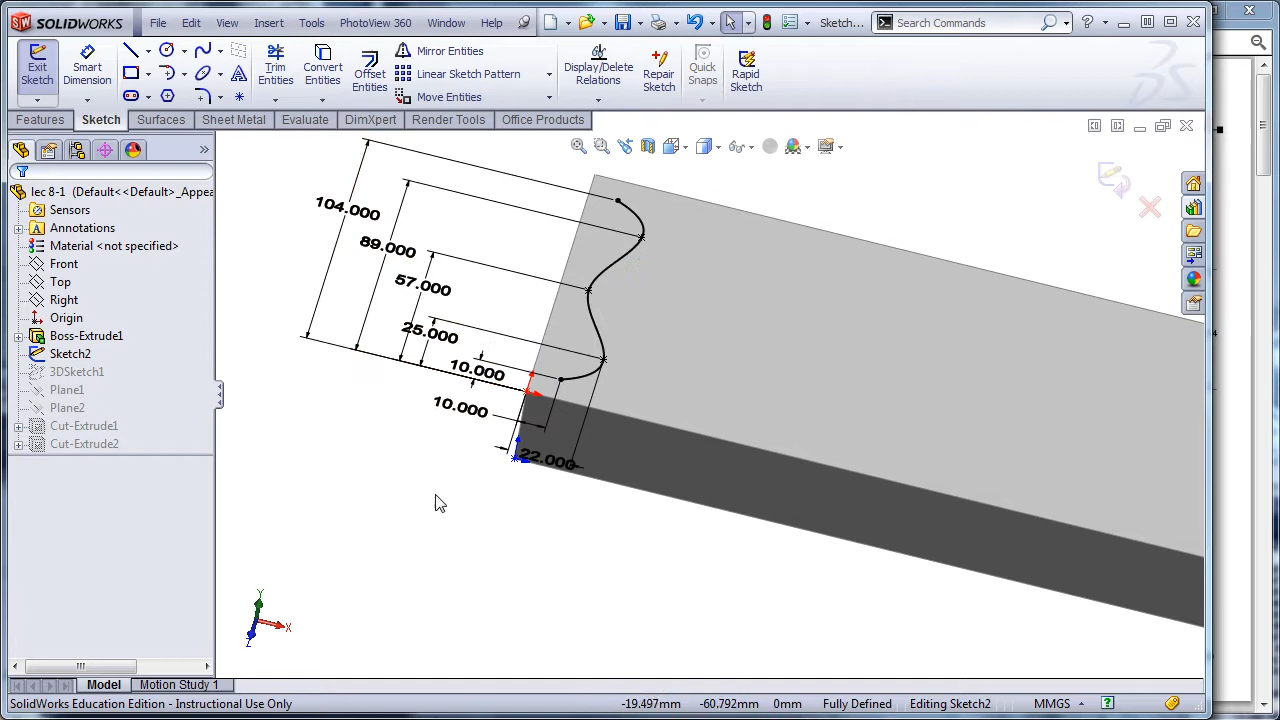 SOLIDWORKS File Edit View Insert Tools PhotoView 360 Window Help Sketch... Search Commands
Exit Sketch
Smart Dimension
Trim Entities
Convert Entities
Offset Entities
Mirror Entities
Linear Sketch Pattern
Move Entities
Display/Delete Relations
Repair Sketch
Quick Snaps
Rapid Sketch
Features Sketch Surfaces Sheet Metal Evaluate DimXpert Render Tools Office Products
lec 8-1 (Default<<Default>_Appea
Sensors
Annotations
Material <not specified>
Front
Top
Right
Origin
Boss-Extrude1
Sketch2
3DSketch1
Plane1
Plane2
Cut-Extrude1
Cut-Extrude2
104.000
89.000
57.000
25.000
10.000
10.000
22.000
Y
X
Z
Model Motion Study 1
SolidWorks Education Edition - Instructional Use Only -19.497mm -60.792mm 0mm Fully Defined Editing Sketch2 MMGS